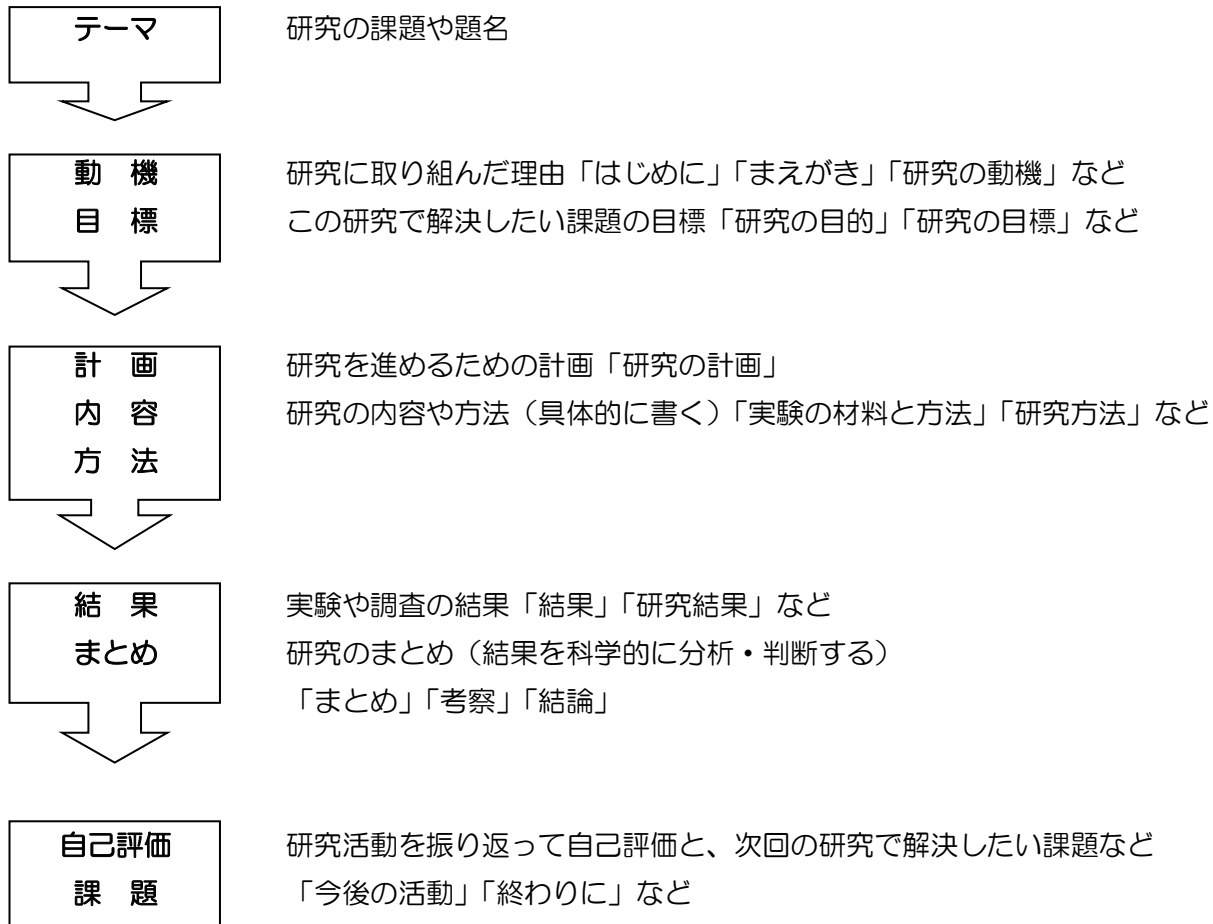 テーマ 研究の課題や題名
動 機 研究に取り組んだ理由「はじめに」「まえがき」「研究の動機」など
目 標 この研究で解決したい課題の目標「研究の目的」「研究の目標」など
計 画 研究を進めるための計画「研究の計画」
内 容 研究の内容や方法（具体的に書く）「実験の材料と方法」「研究方法」など
方 法
結 果 実験や調査の結果「結果」「研究結果」など
まとめ 研究のまとめ（結果を科学的に分析・判断する）
「まとめ」「考察」「結論」
自己評価 研究活動を振り返って自己評価と、次回の研究で解決したい課題など
課 題 「今後の活動」「終わりに」など